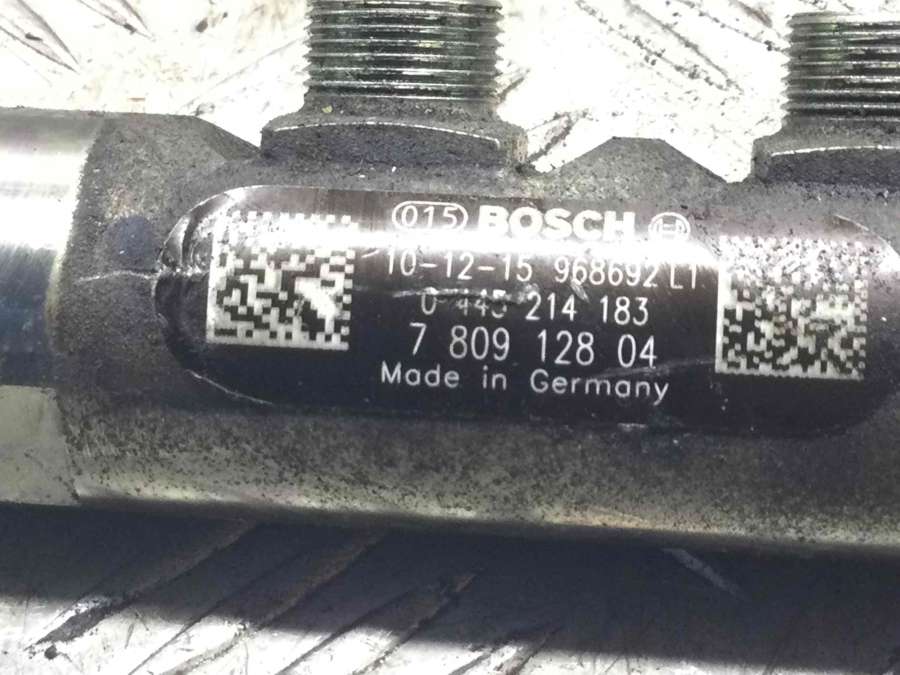 015 BOSCH
10-12-15 968692 L1
0 445 214 183
7 809 128 04
Made in Germany